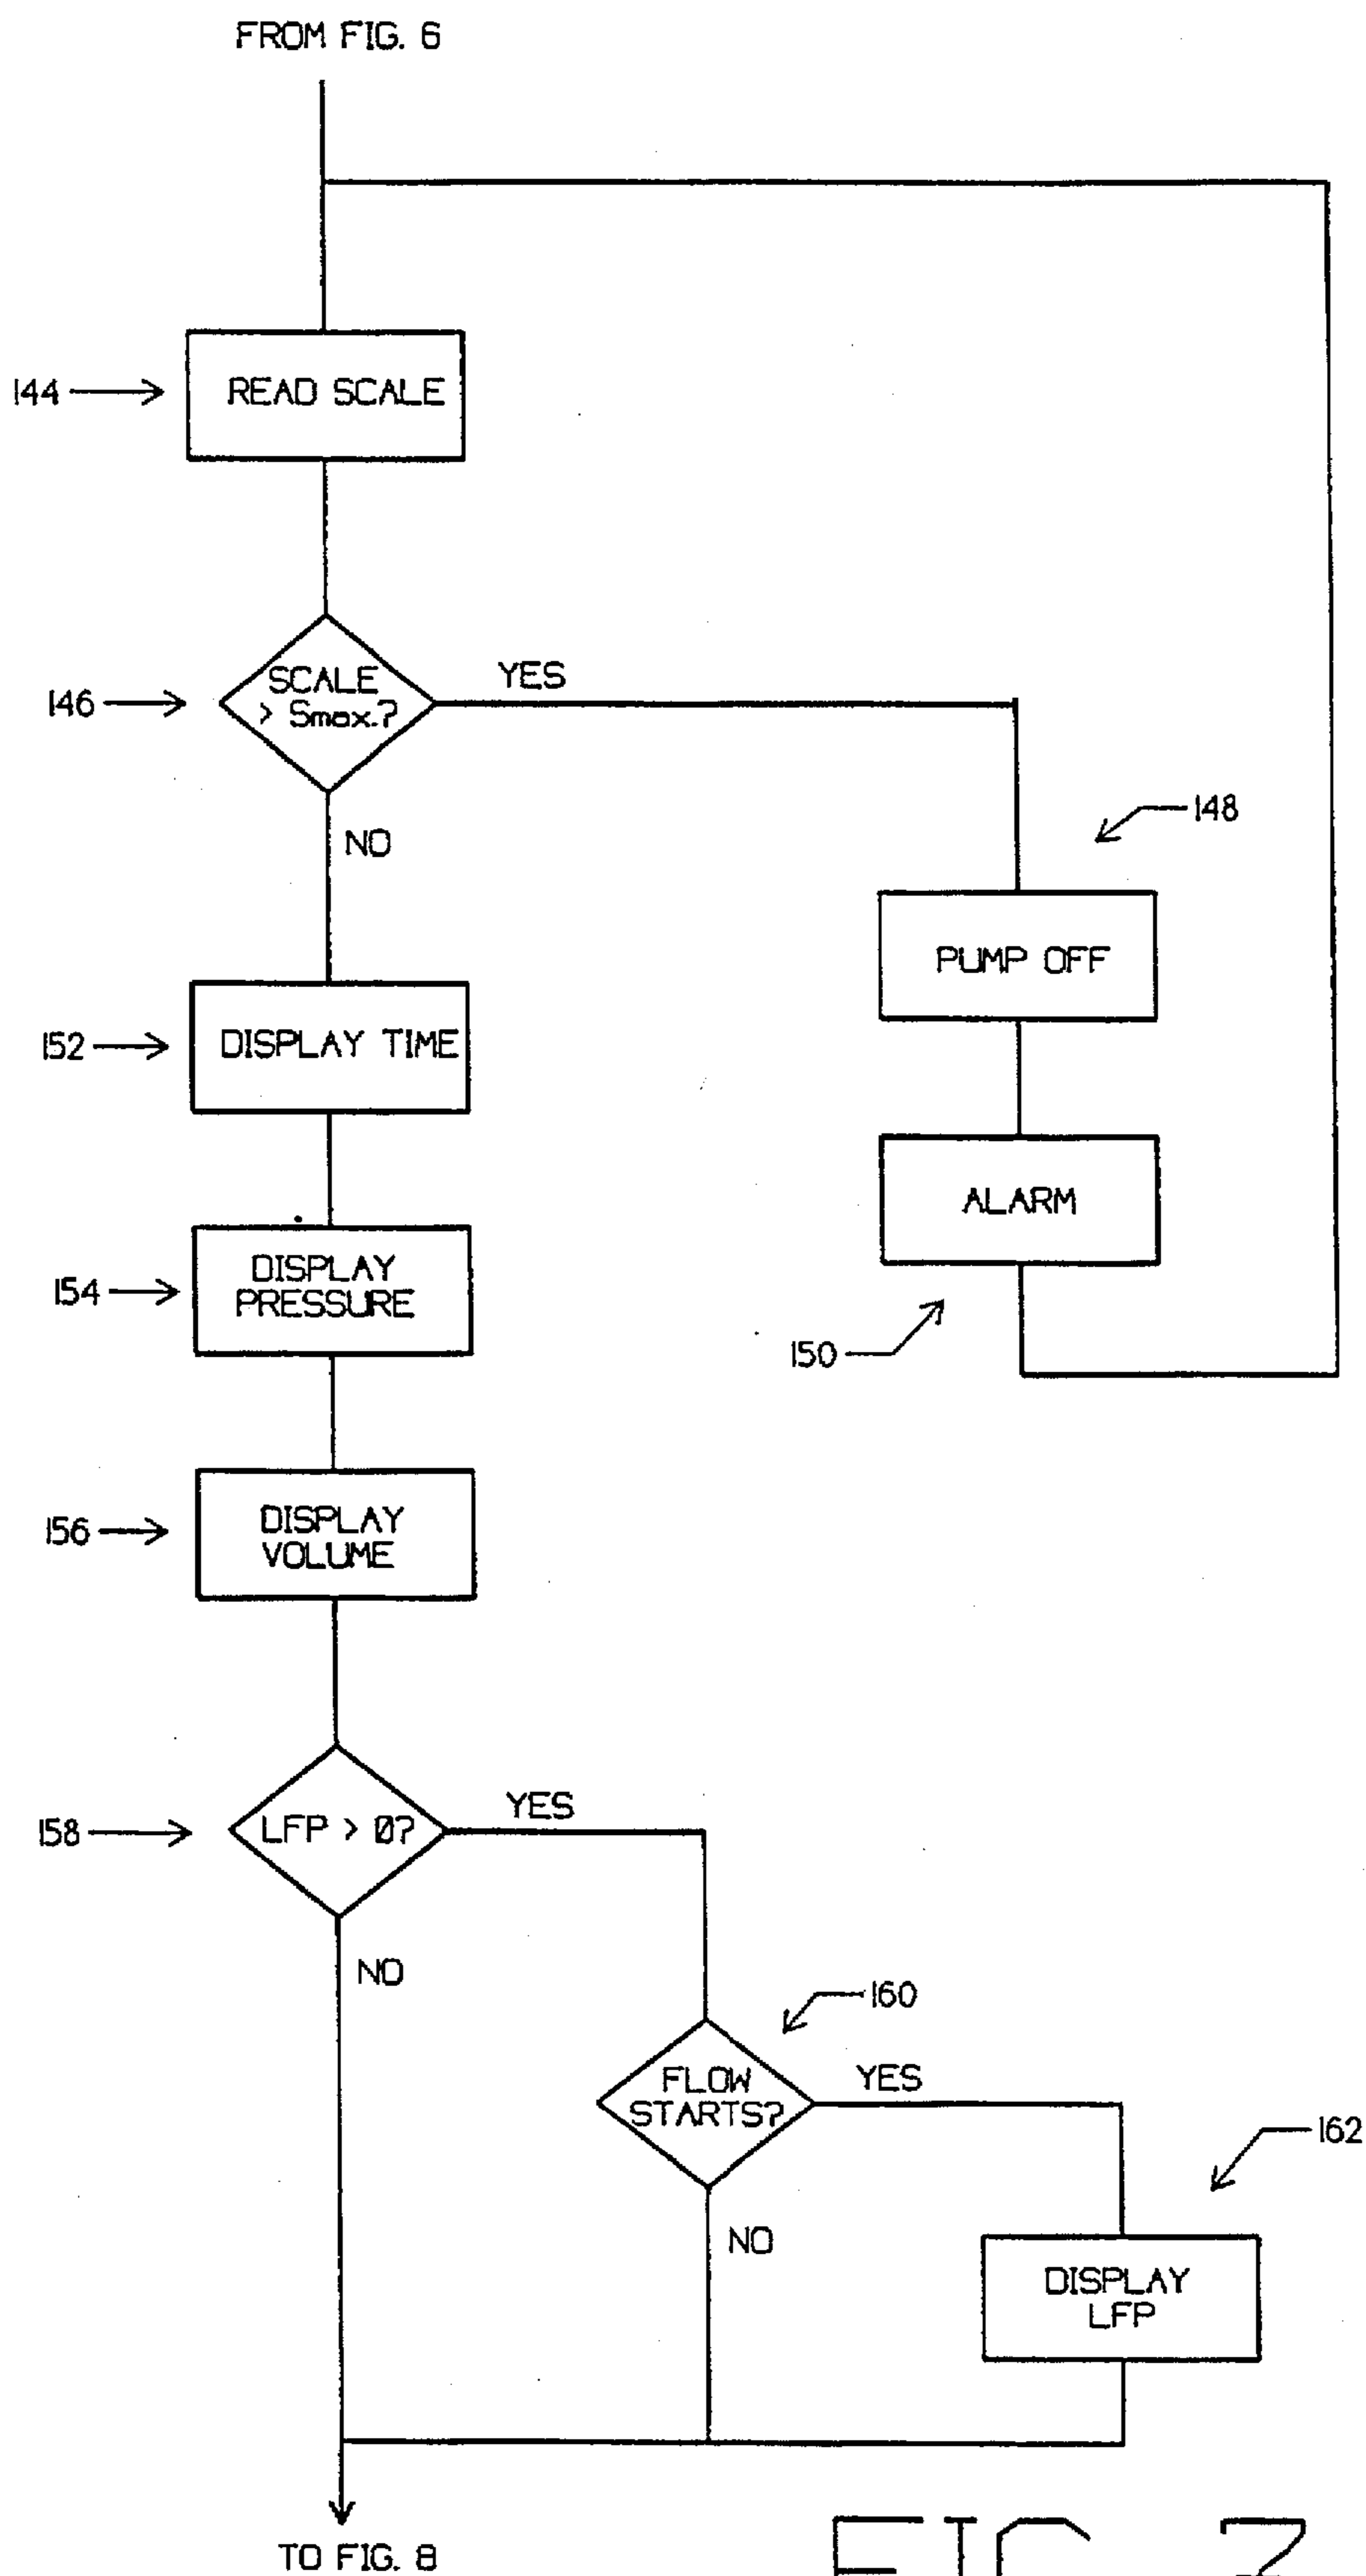 FROM FIG. 6
144
READ SCALE
146
SCALE
> Smax.?
YES
NO
148
PUMP OFF
152
DISPLAY TIME
ALARM
150
154
DISPLAY
PRESSURE
156
DISPLAY
VOLUME
158
LFP > 0?
YES
NO
160
FLOW
STARTS?
YES
NO
162
DISPLAY
LFP
TO FIG. 8